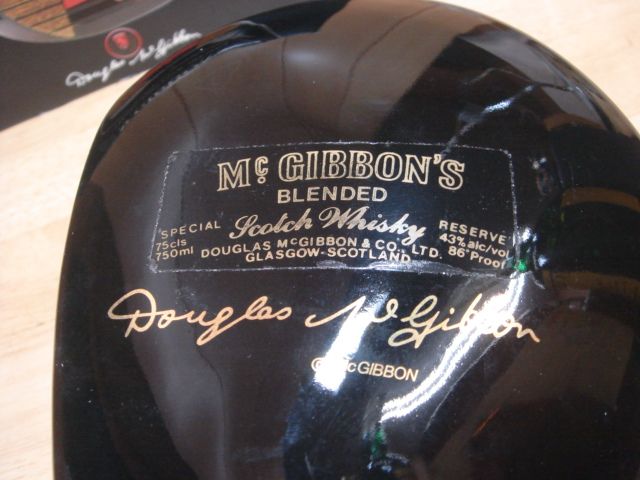 Douglas McGibbon
McGIBBON'S
BLENDED
SPECIAL Scotch Whisky RESERVE
75cls 43% alc/vol
750ml DOUGLAS McGIBBON & CO., LTD. 86° Proof
GLASGOW-SCOTLAND
Douglas McGibbon
© McGIBBON